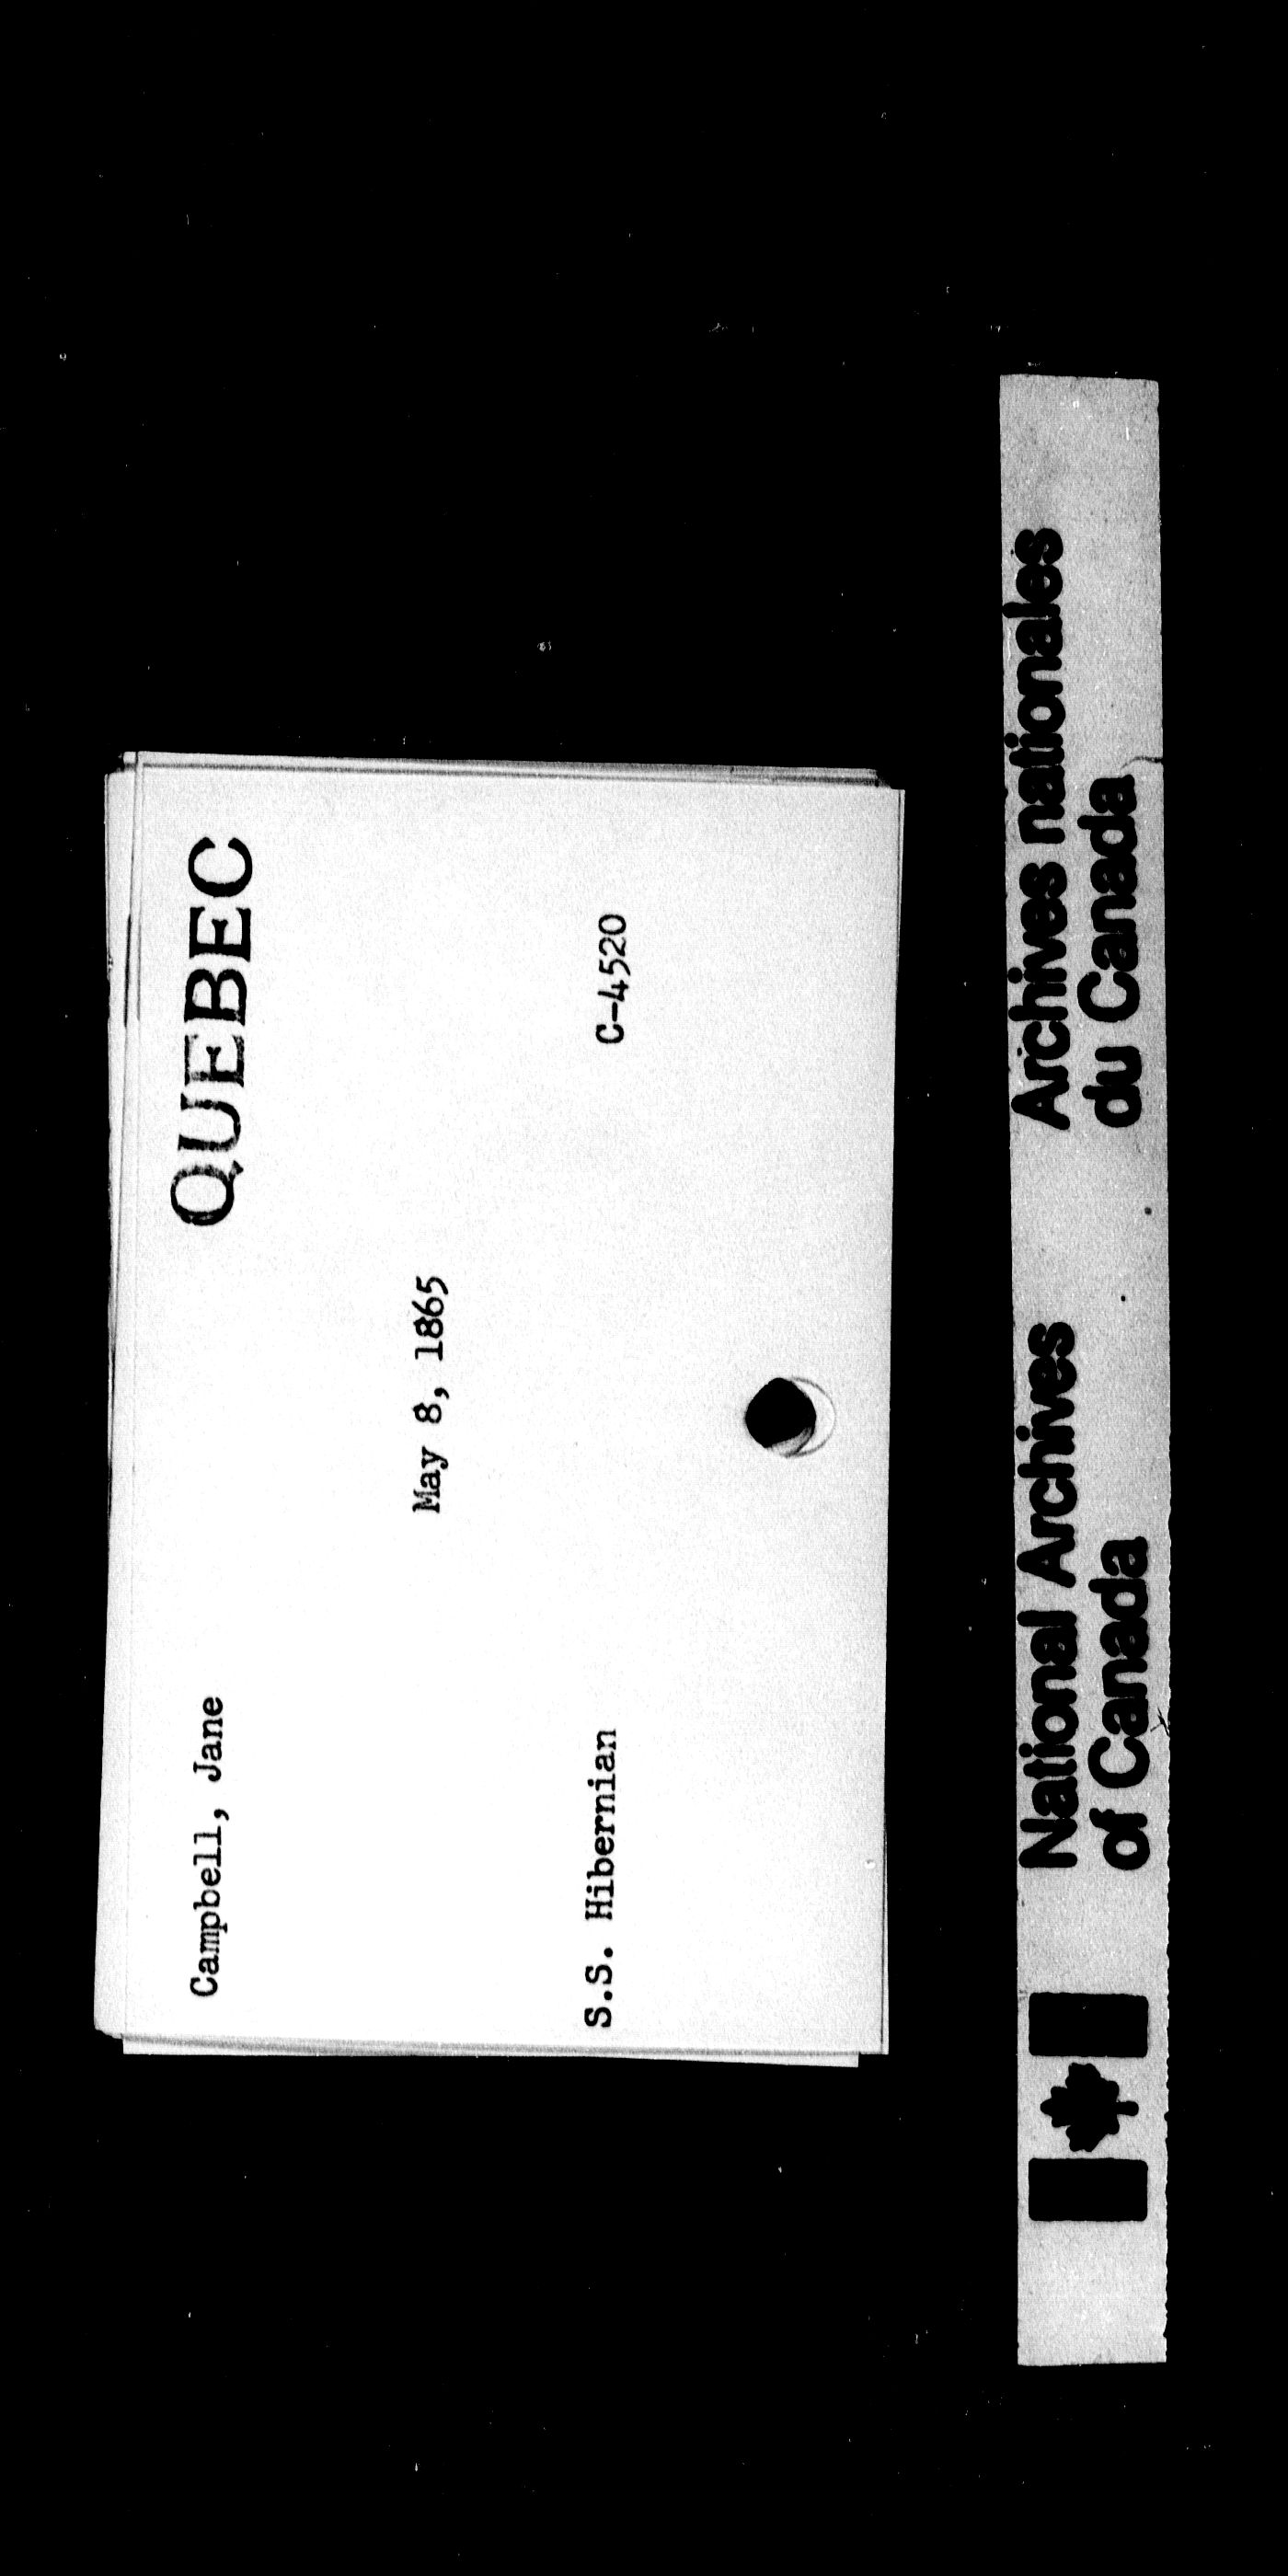 Campbell, Jane QUEBEC
May 8, 1865
S.S. Hibernian C-4520
National Archives of Canada
Archives nationales du Canada